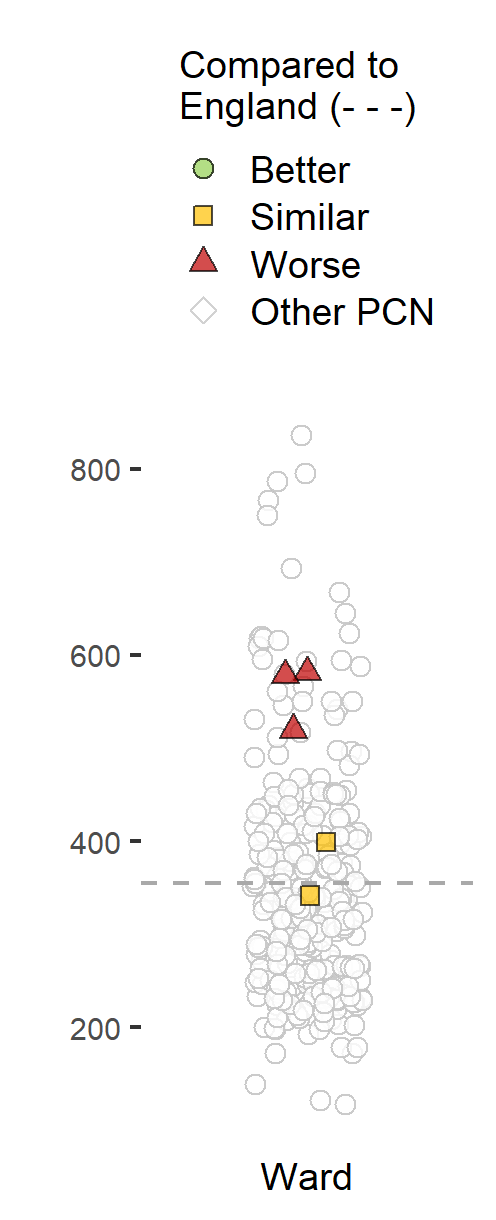 Compared to
England (- - -)
Better
Similar
Worse
Other PCN
800
600
400
200
Ward